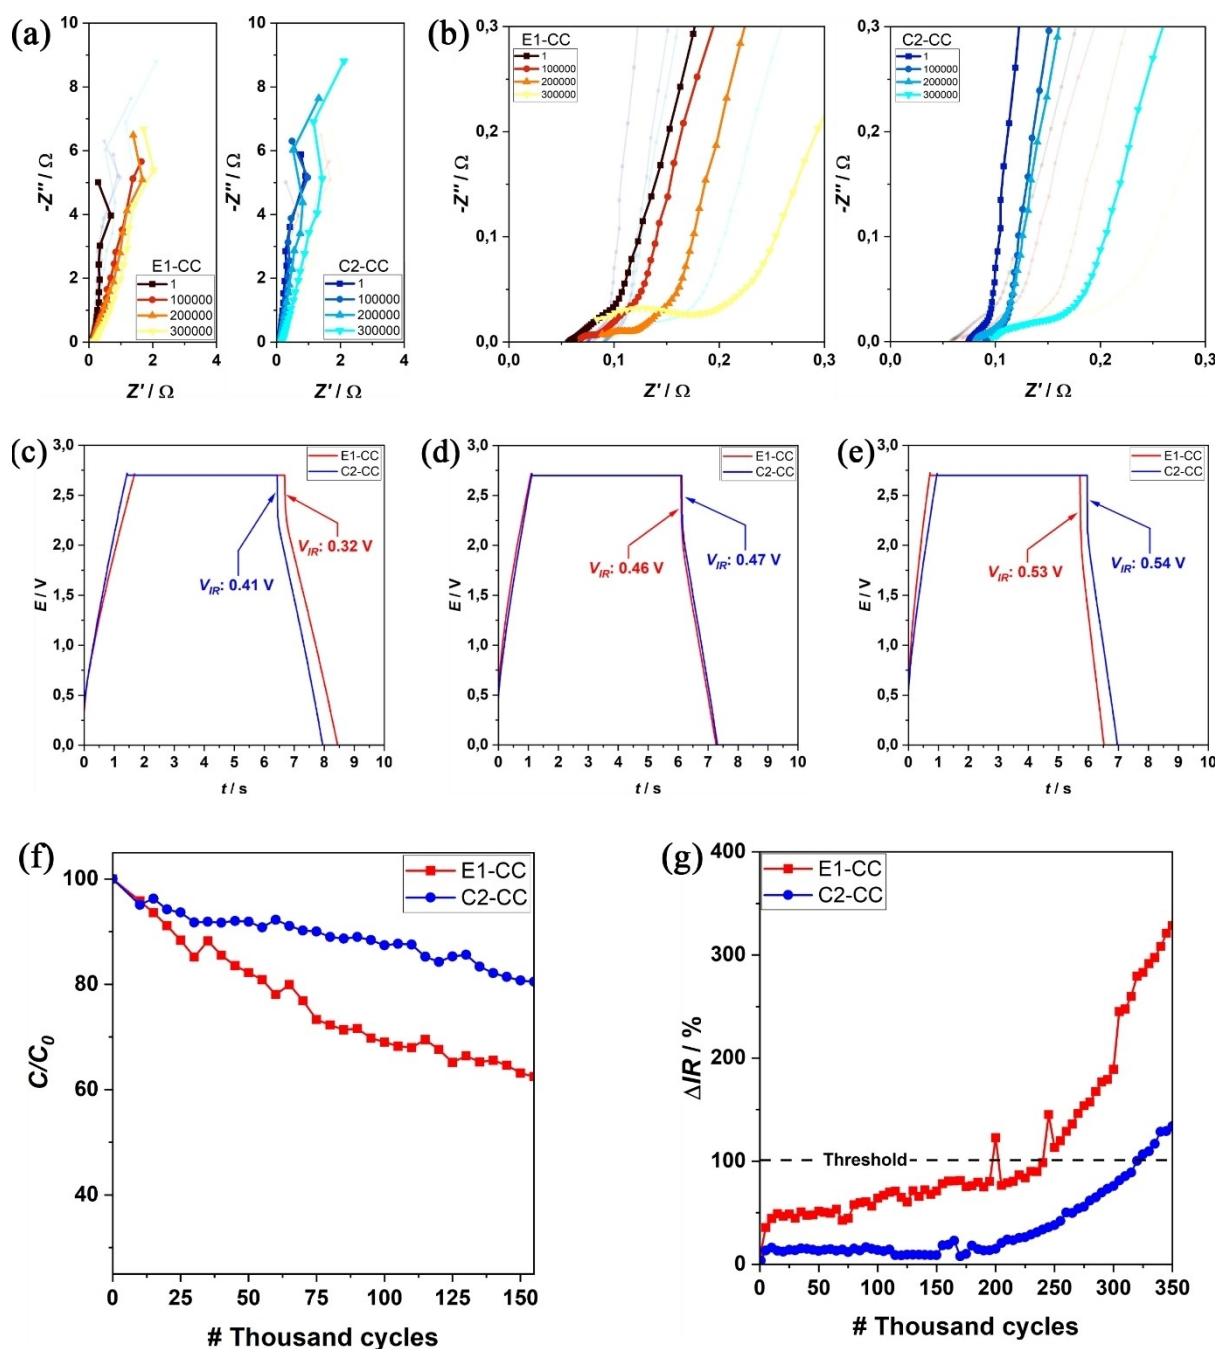 (a)
10
8
6
4
2
0
-Z'' / Ω
E1-CC
1
100000
200000
300000
0 2 4
Z' / Ω
10
8
6
4
2
0
-Z'' / Ω
C2-CC
1
100000
200000
300000
0 2 4
Z' / Ω
(b)
0,3
0,2
0,1
0,0
-Z'' / Ω
E1-CC
1
100000
200000
300000
0,0 0,1 0,2 0,3
Z' / Ω
0,3
0,2
0,1
0,0
-Z'' / Ω
C2-CC
1
100000
200000
300000
0,0 0,1 0,2 0,3
Z' / Ω
(c)
3,0
2,5
2,0
1,5
1,0
0,5
0,0
E / V
E1-CC
C2-CC
VIR: 0.32 V
VIR: 0.41 V
0 1 2 3 4 5 6 7 8 9 10
t / s
(d)
3,0
2,5
2,0
1,5
1,0
0,5
0,0
E / V
E1-CC
C2-CC
VIR: 0.46 V
VIR: 0.47 V
0 1 2 3 4 5 6 7 8 9 10
t / s
(e)
3,0
2,5
2,0
1,5
1,0
0,5
0,0
E / V
E1-CC
C2-CC
VIR: 0.53 V
VIR: 0.54 V
0 1 2 3 4 5 6 7 8 9 10
t / s
(f)
100
80
60
40
C/C0
E1-CC
C2-CC
0 25 50 75 100 125 150
# Thousand cycles
(g)
400
300
200
100
0
ΔIR / %
E1-CC
C2-CC
Threshold
0 50 100 150 200 250 300 350
# Thousand cycles